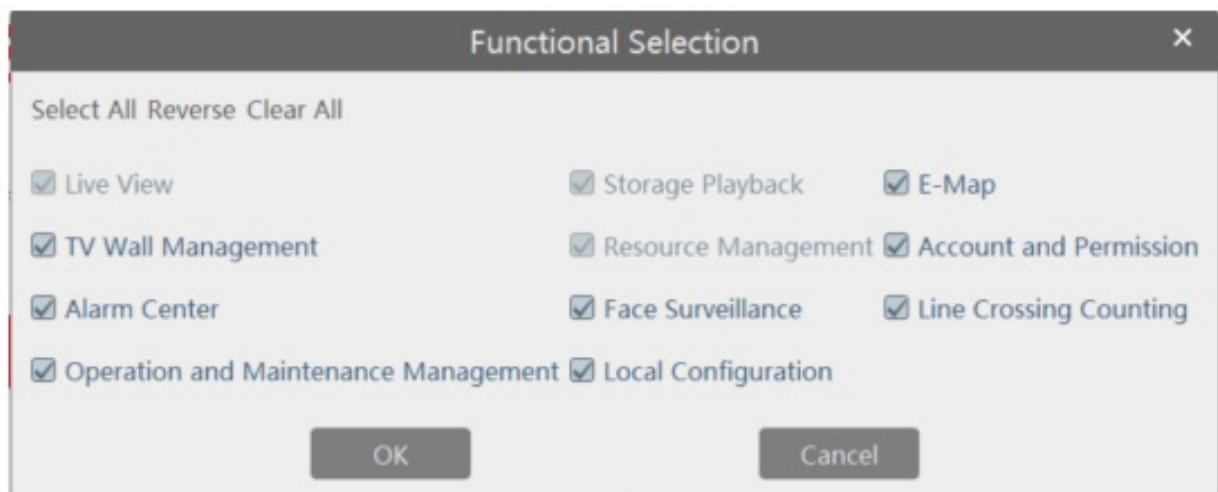 Functional Selection
Select All Reverse Clear All
Live View Storage Playback E-Map
TV Wall Management Resource Management Account and Permission
Alarm Center Face Surveillance Line Crossing Counting
Operation and Maintenance Management Local Configuration
OK Cancel